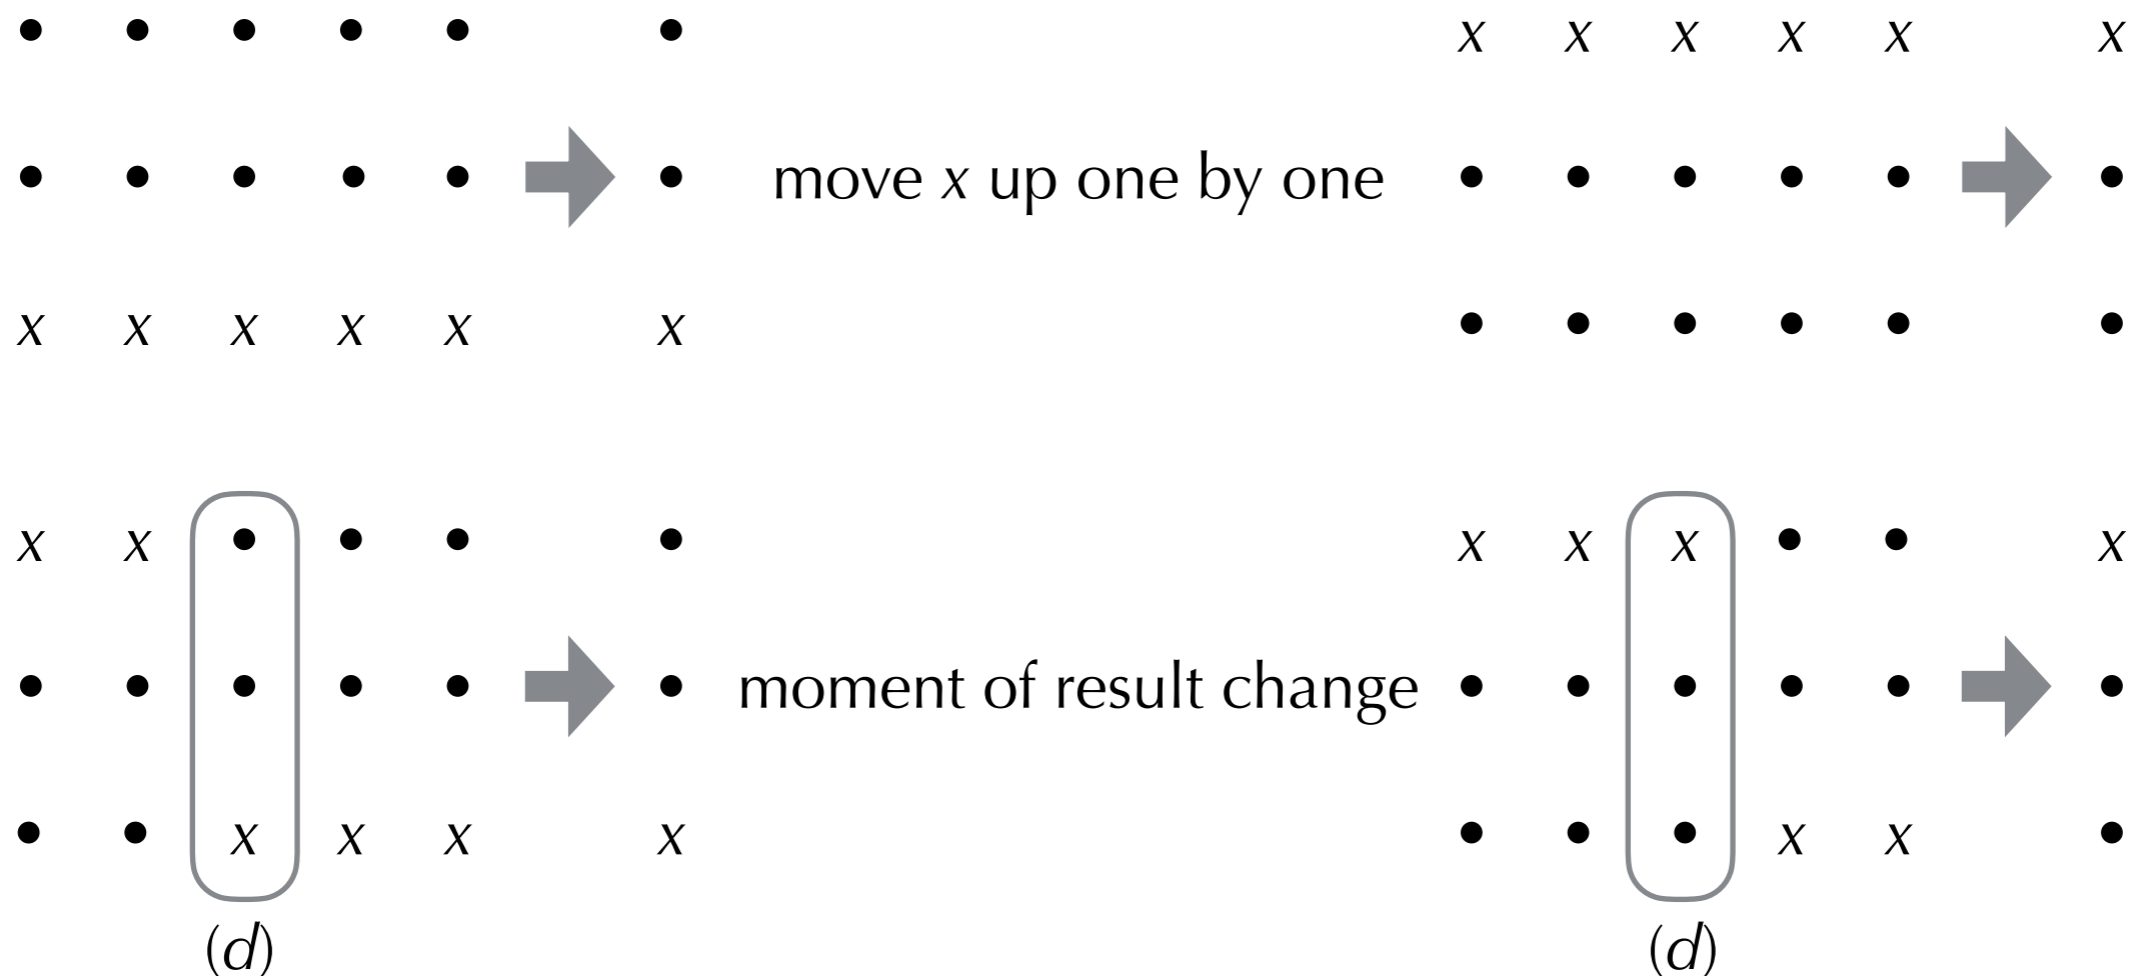 • • • • • • x x x x x x
• • • • • • move x up one by one • • • • • •
x x x x x x • • • • • •
x x • • • • x x x • • x
• • • • • • moment of result change • • • • • •
• • x x x x • • • x x •
(d) (d)